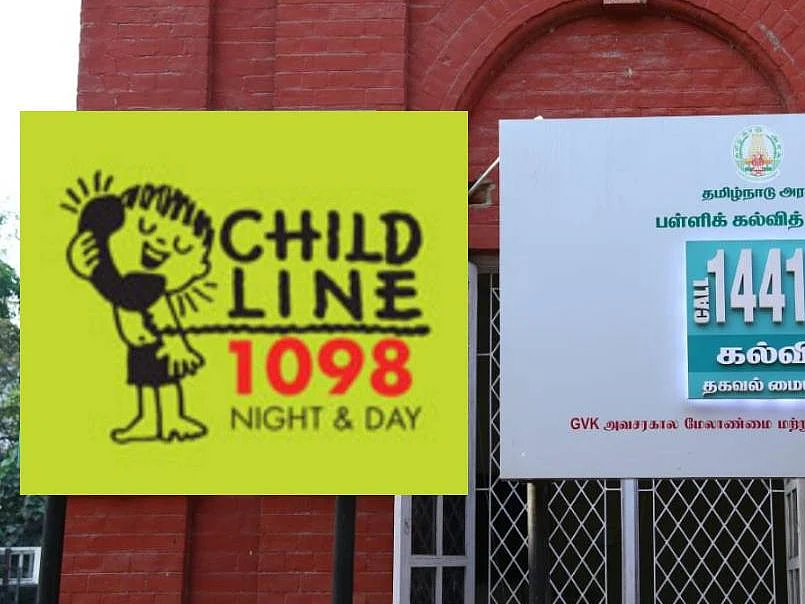 CHILD
LINE
1098
NIGHT & DAY
தமிழ்நாடு அர
பள்ளிக் கல்வித்
CALL 1441
கல்வி
தகவல் மைய
GVK அவசரகால மேலாண்மை மற்று